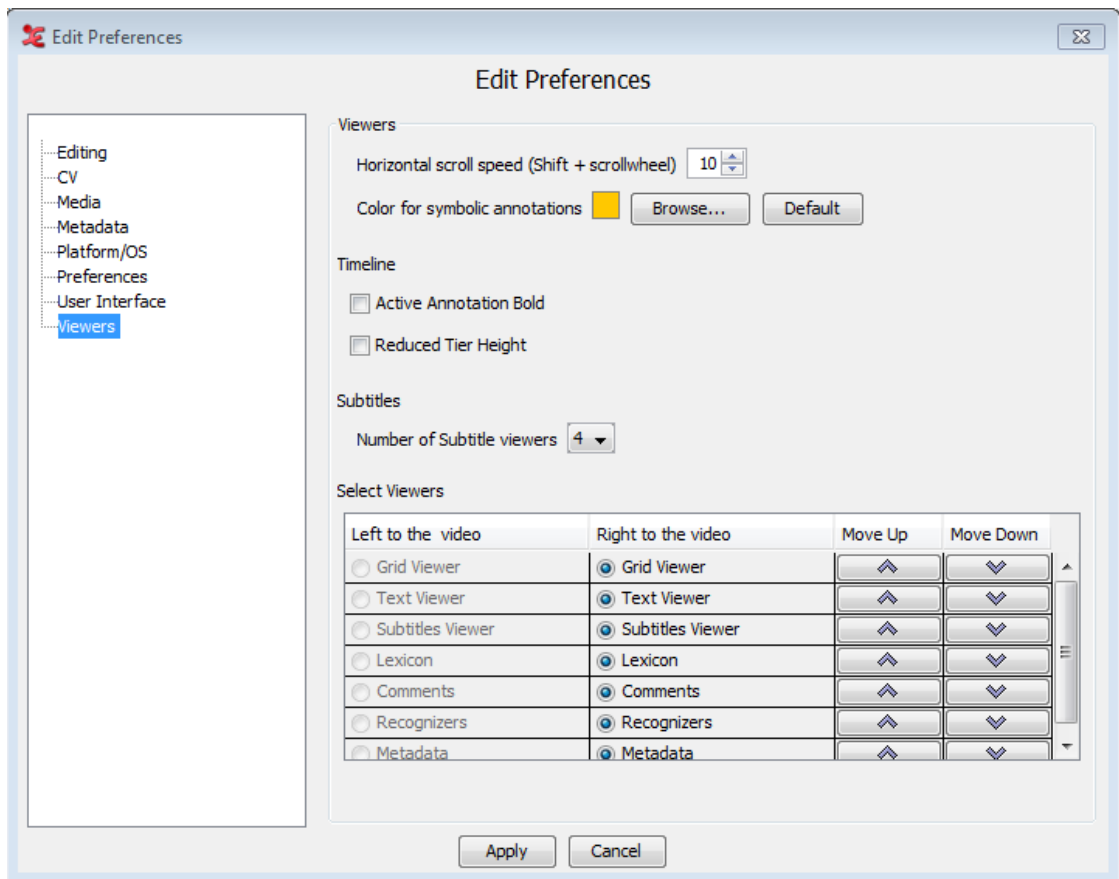 Edit Preferences
Edit Preferences
Editing
CV
Media
Metadata
Platform/OS
Preferences
User Interface
Viewers
Viewers
Horizontal scroll speed (Shift + scrollwheel) 10
Color for symbolic annotations Browse... Default
Timeline
Active Annotation Bold
Reduced Tier Height
Subtitles
Number of Subtitle viewers 4
Select Viewers
Left to the video Right to the video Move Up Move Down
Grid Viewer Grid Viewer
Text Viewer Text Viewer
Subtitles Viewer Subtitles Viewer
Lexicon Lexicon
Comments Comments
Recognizers Recognizers
Metadata Metadata
Apply Cancel